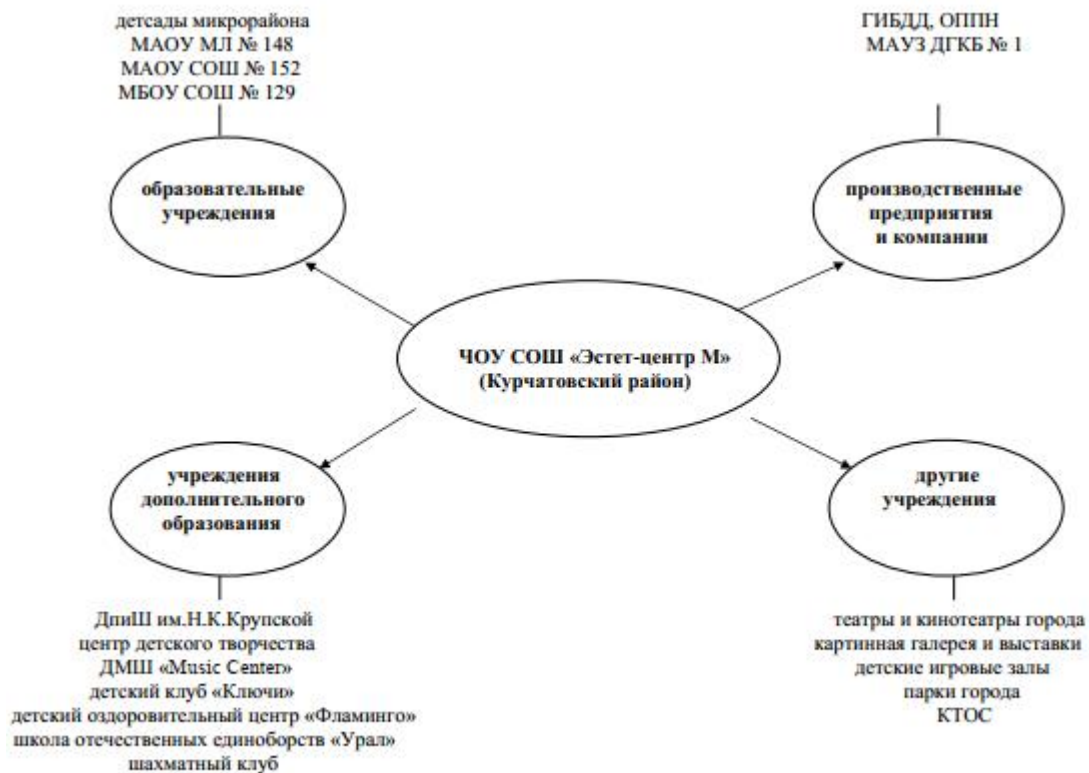 детсады микрорайона
МАОУ МЛ № 148
МАОУ СОШ № 152
МБОУ СОШ № 129
ГИБДД, ОППН
МАУЗ ДГКБ № 1
образовательные
учреждения
производственные
предприятия
и компании
ЧОУ СОШ «Эстет-центр М»
(Курчатовский район)
учреждения
дополнительного
образования
другие
учреждения
ДпиШ им.Н.К.Крупской
центр детского творчества
ДМШ «Music Center»
детский клуб «Ключи»
детский оздоровительный центр «Фламинго»
школа отечественных единоборств «Урал»
шахматный клуб
театры и кинотеатры города
картинная галерея и выставки
детские игровые залы
парки города
КТОС